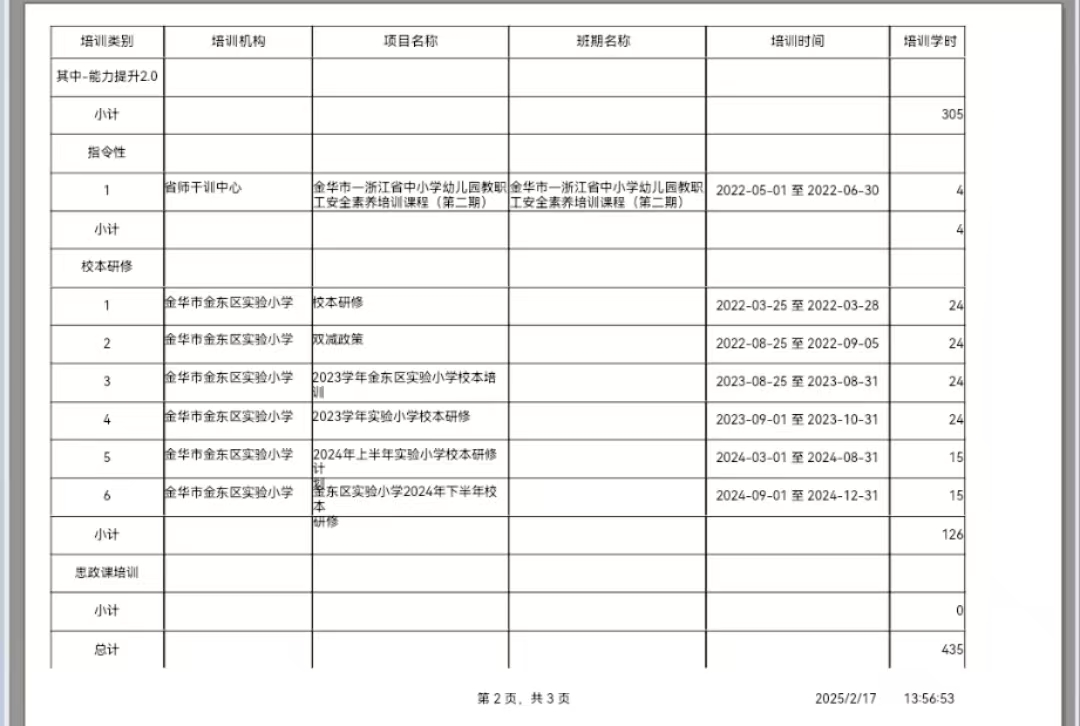 培训类别 培训机构 项目名称 班期名称 培训时间 培训学时
其中-能力提升2.0
小计 305
指令性
1 省师干训中心 金华市一浙江省中小学幼儿园教职 金华市一浙江省中小学幼儿园教职 2022-05-01 至 2022-06-30 4
工安全素养培训课程（第二期） 工安全素养培训课程（第二期）
小计 4
校本研修
1 金华市金东区实验小学 校本研修 2022-03-25 至 2022-03-28 24
2 金华市金东区实验小学 双减政策 2022-08-25 至 2022-09-05 24
3 金华市金东区实验小学 2023学年金东区实验小学校本培 2023-08-25 至 2023-08-31 24
训
4 金华市金东区实验小学 2023学年实验小学校本研修 2023-09-01 至 2023-10-31 24
5 金华市金东区实验小学 2024年上半年实验小学校本研修 2024-03-01 至 2024-08-31 15
计
划
6 金华市金东区实验小学 金东区实验小学2024年下半年校 2024-09-01 至 2024-12-31 15
本
研修
小计 126
思政课培训
小计 0
总计 435
第 2 页，共 3 页 2025/2/17 13:56:53